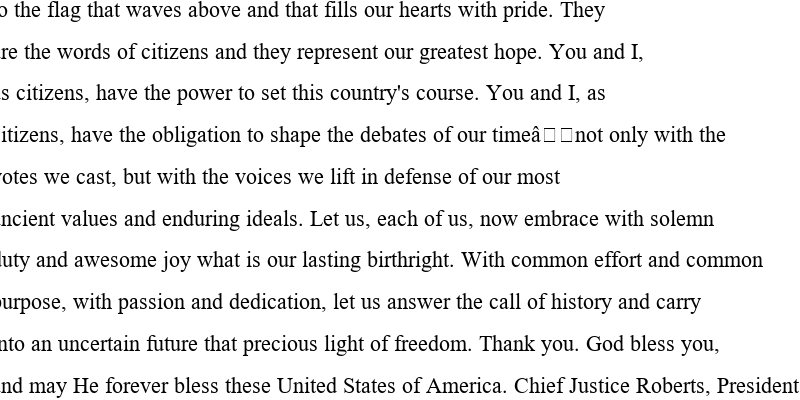 o the flag that waves above and that fills our hearts with pride. They
re the words of citizens and they represent our greatest hope. You and I,
s citizens, have the power to set this country's course. You and I, as
itizens, have the obligation to shape the debates of our timeâ□□not only with the
votes we cast, but with the voices we lift in defense of our most
ancient values and enduring ideals. Let us, each of us, now embrace with solemn
duty and awesome joy what is our lasting birthright. With common effort and common
purpose, with passion and dedication, let us answer the call of history and carry
nto an uncertain future that precious light of freedom. Thank you. God bless you,
and may He forever bless these United States of America. Chief Justice Roberts, President